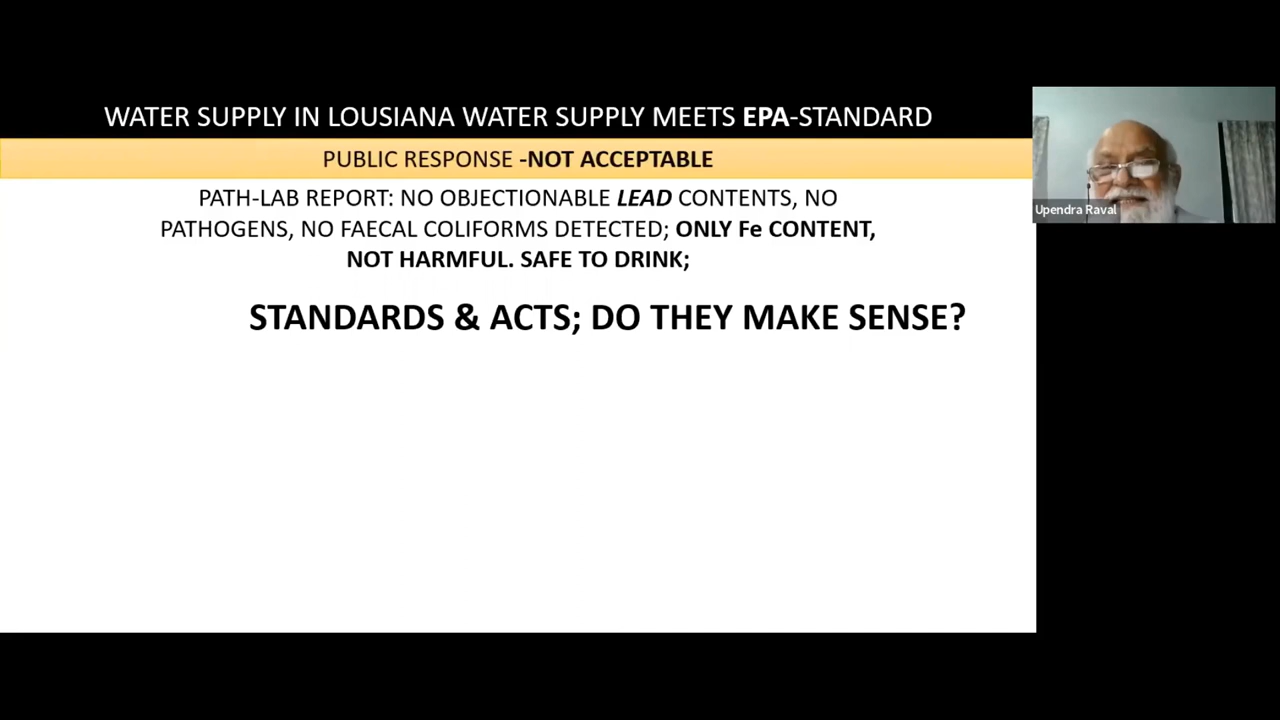 WATER SUPPLY IN LOUSIANA WATER SUPPLY MEETS EPA-STANDARD
PUBLIC RESPONSE -NOT ACCEPTABLE
PATH-LAB REPORT: NO OBJECTIONABLE LEAD CONTENTS, NO
PATHOGENS, NO FAECAL COLIFORMS DETECTED; ONLY Fe CONTENT,
NOT HARMFUL. SAFE TO DRINK;
STANDARDS & ACTS; DO THEY MAKE SENSE?
Upendra Raval